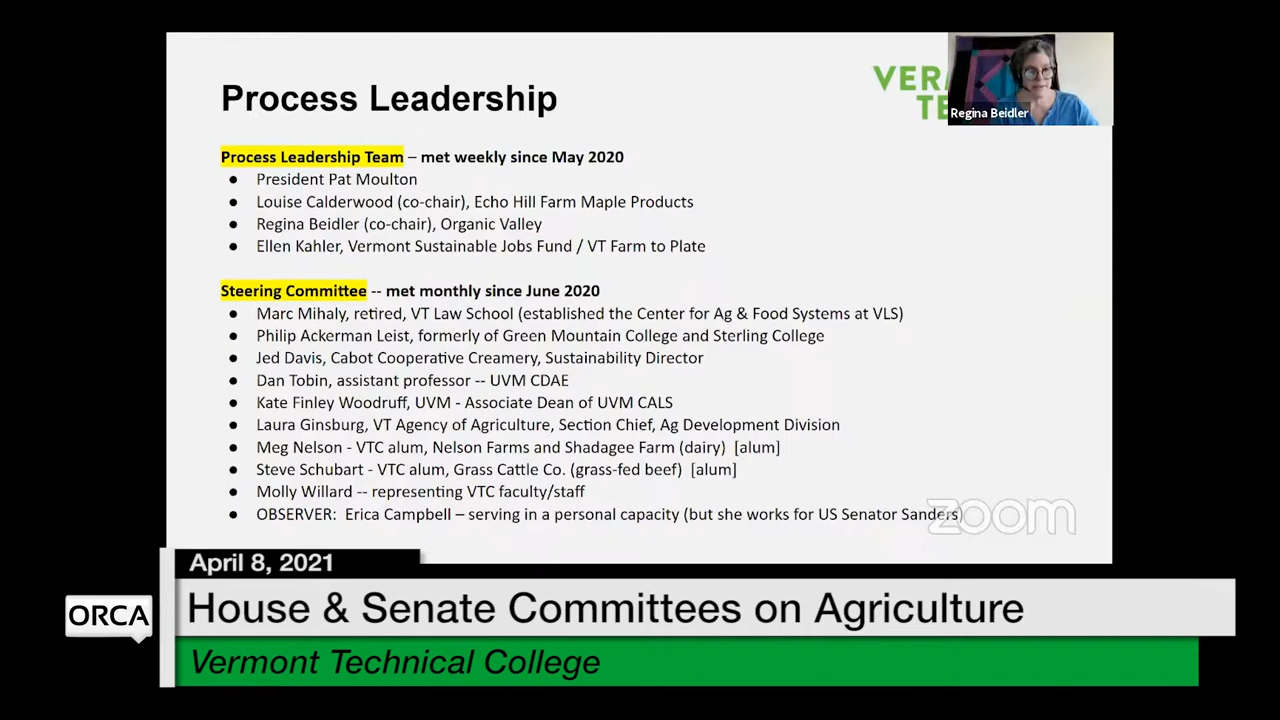 Process Leadership
VER
TE
Regina Beidler
Process Leadership Team – met weekly since May 2020
● President Pat Moulton
● Louise Calderwood (co-chair), Echo Hill Farm Maple Products
● Regina Beidler (co-chair), Organic Valley
● Ellen Kahler, Vermont Sustainable Jobs Fund / VT Farm to Plate
Steering Committee -- met monthly since June 2020
● Marc Mihaly, retired, VT Law School (established the Center for Ag & Food Systems at VLS)
● Philip Ackerman Leist, formerly of Green Mountain College and Sterling College
● Jed Davis, Cabot Cooperative Creamery, Sustainability Director
● Dan Tobin, assistant professor -- UVM CDAE
● Kate Finley Woodruff, UVM - Associate Dean of UVM CALS
● Laura Ginsburg, VT Agency of Agriculture, Section Chief, Ag Development Division
● Meg Nelson - VTC alum, Nelson Farms and Shadagee Farm (dairy) [alum]
● Steve Schubart - VTC alum, Grass Cattle Co. (grass-fed beef) [alum]
● Molly Willard -- representing VTC faculty/staff
● OBSERVER: Erica Campbell – serving in a personal capacity (but she works for US Senator Sanders)
zoom
April 8, 2021
ORCA
House & Senate Committees on Agriculture
Vermont Technical College